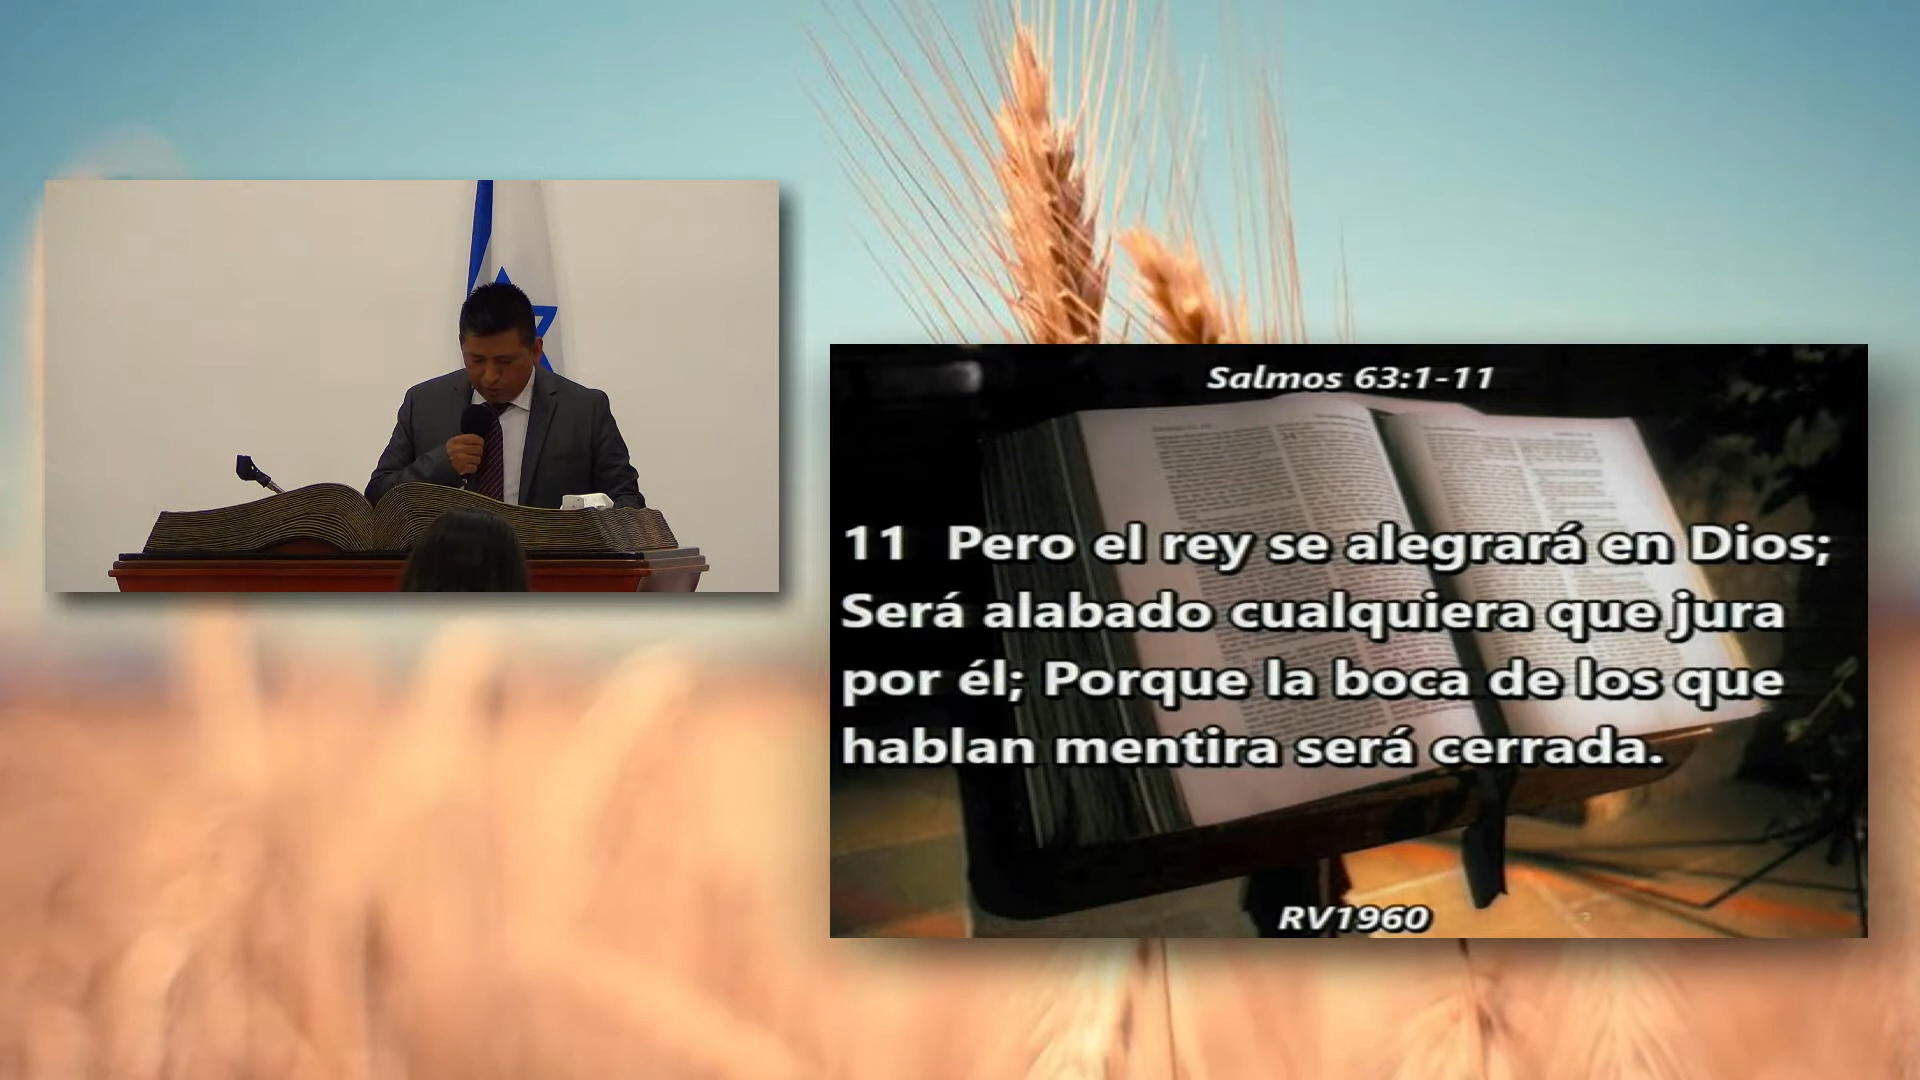 Salmos 63:1-11
11 Pero el rey se alegrará en Dios;
Será alabado cualquiera que jura
por él; Porque la boca de los que
hablan mentira será cerrada.
RV1960